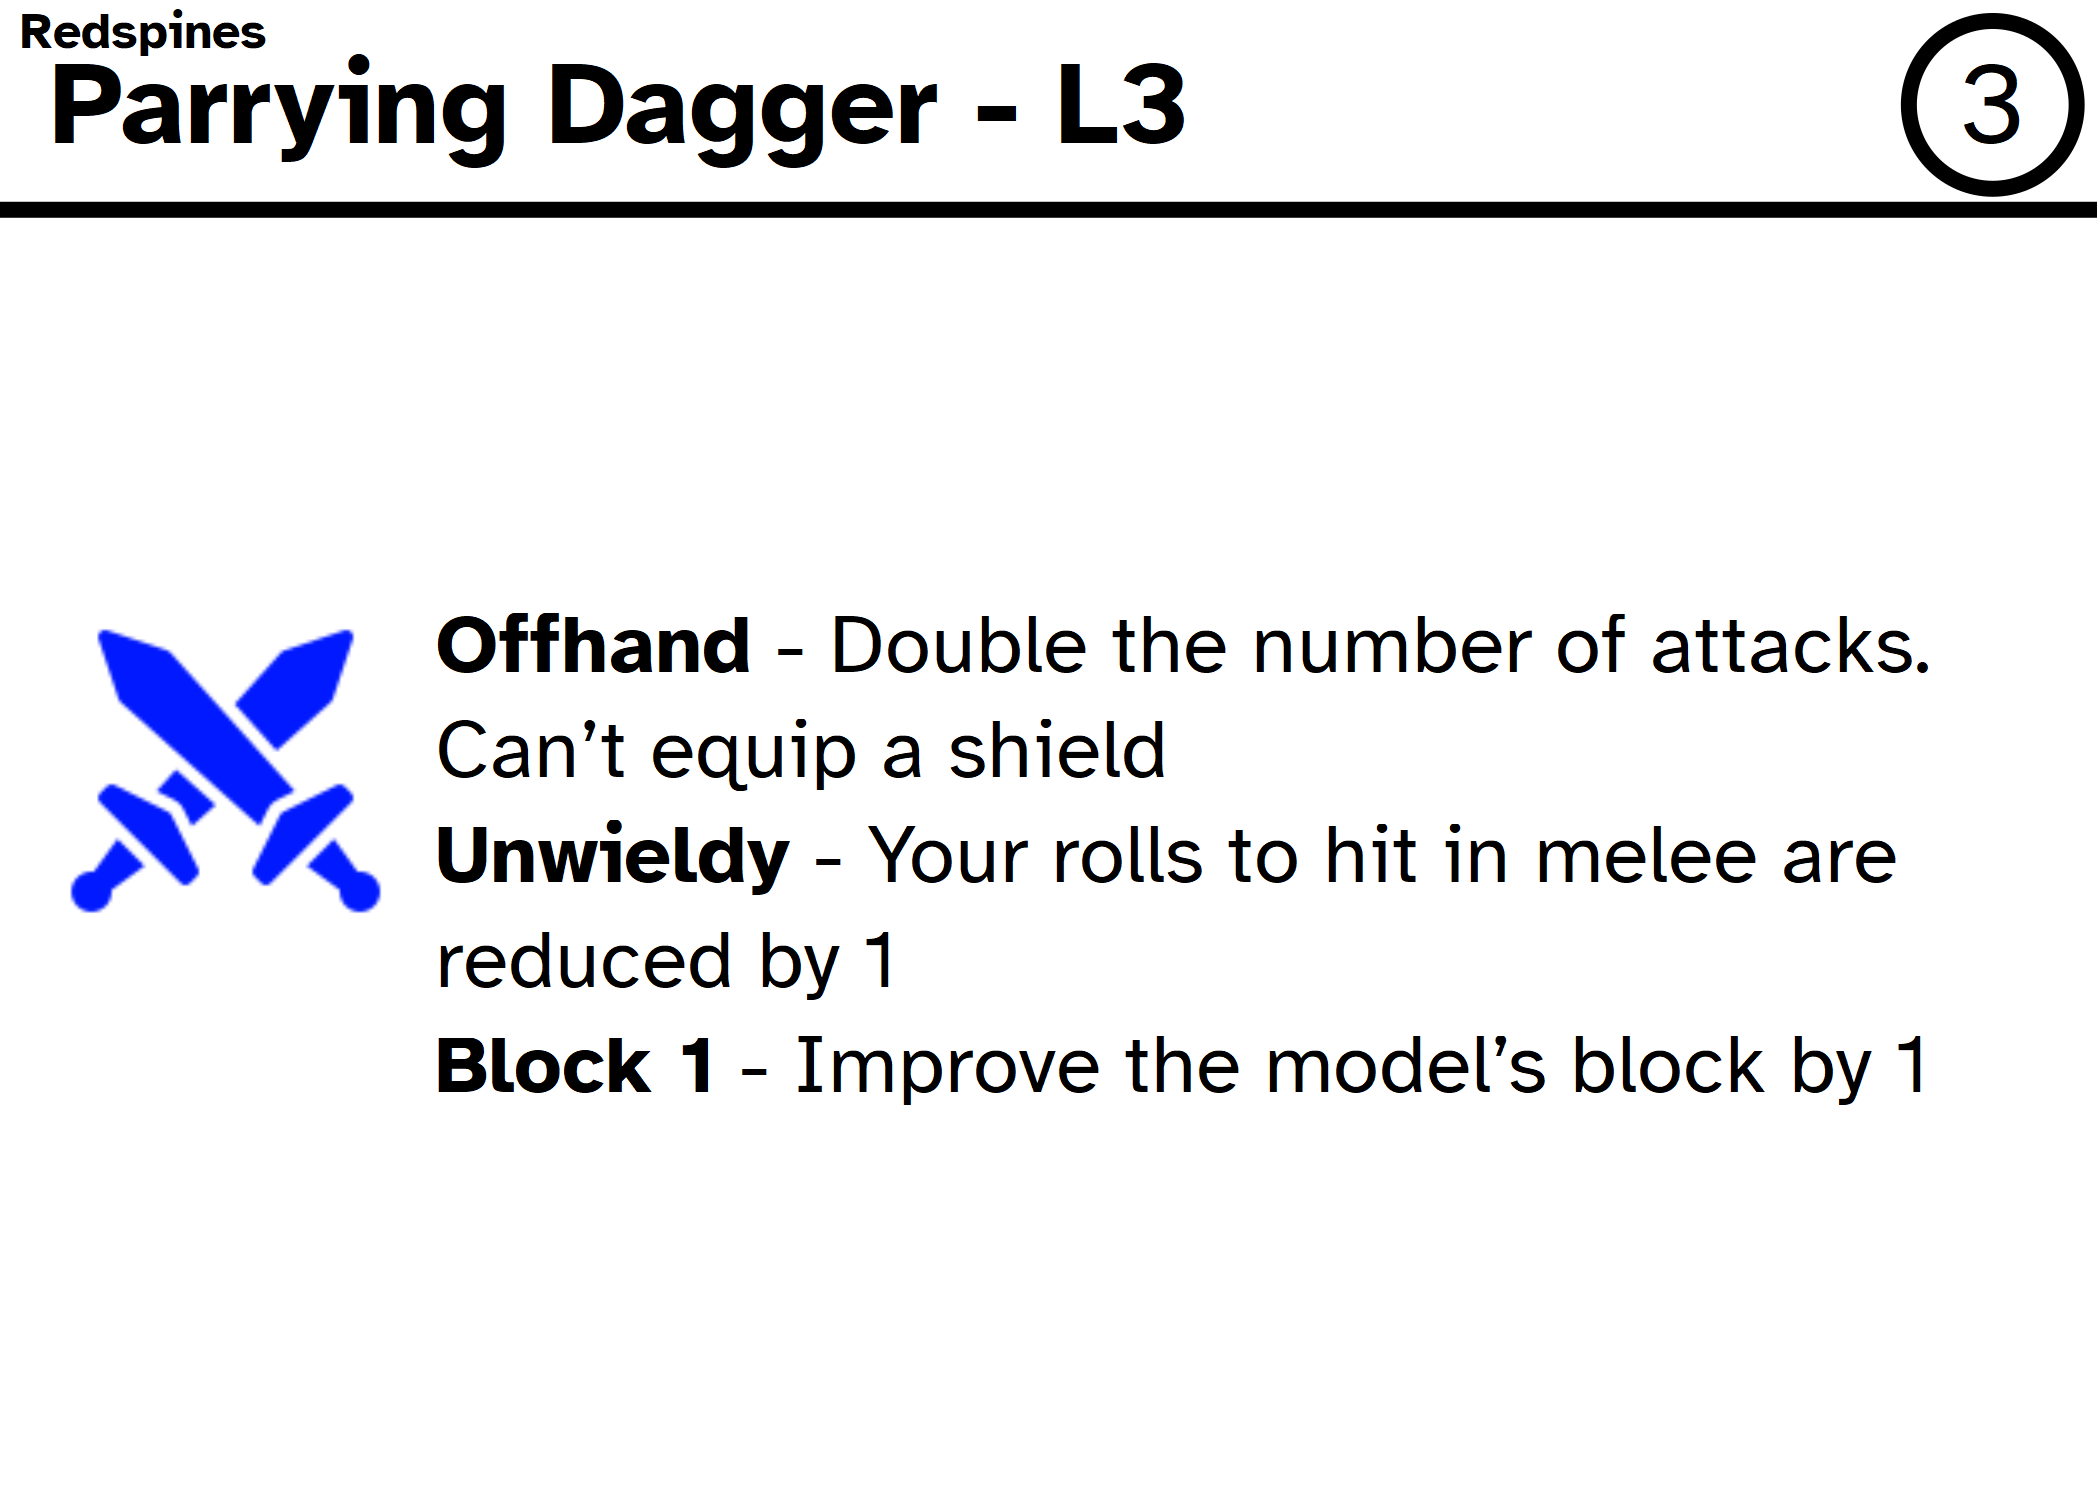 Redspines
Parrying Dagger - L3
3
Offhand - Double the number of attacks.
Can’t equip a shield
Unwieldy - Your rolls to hit in melee are
reduced by 1
Block 1 - Improve the model’s block by 1